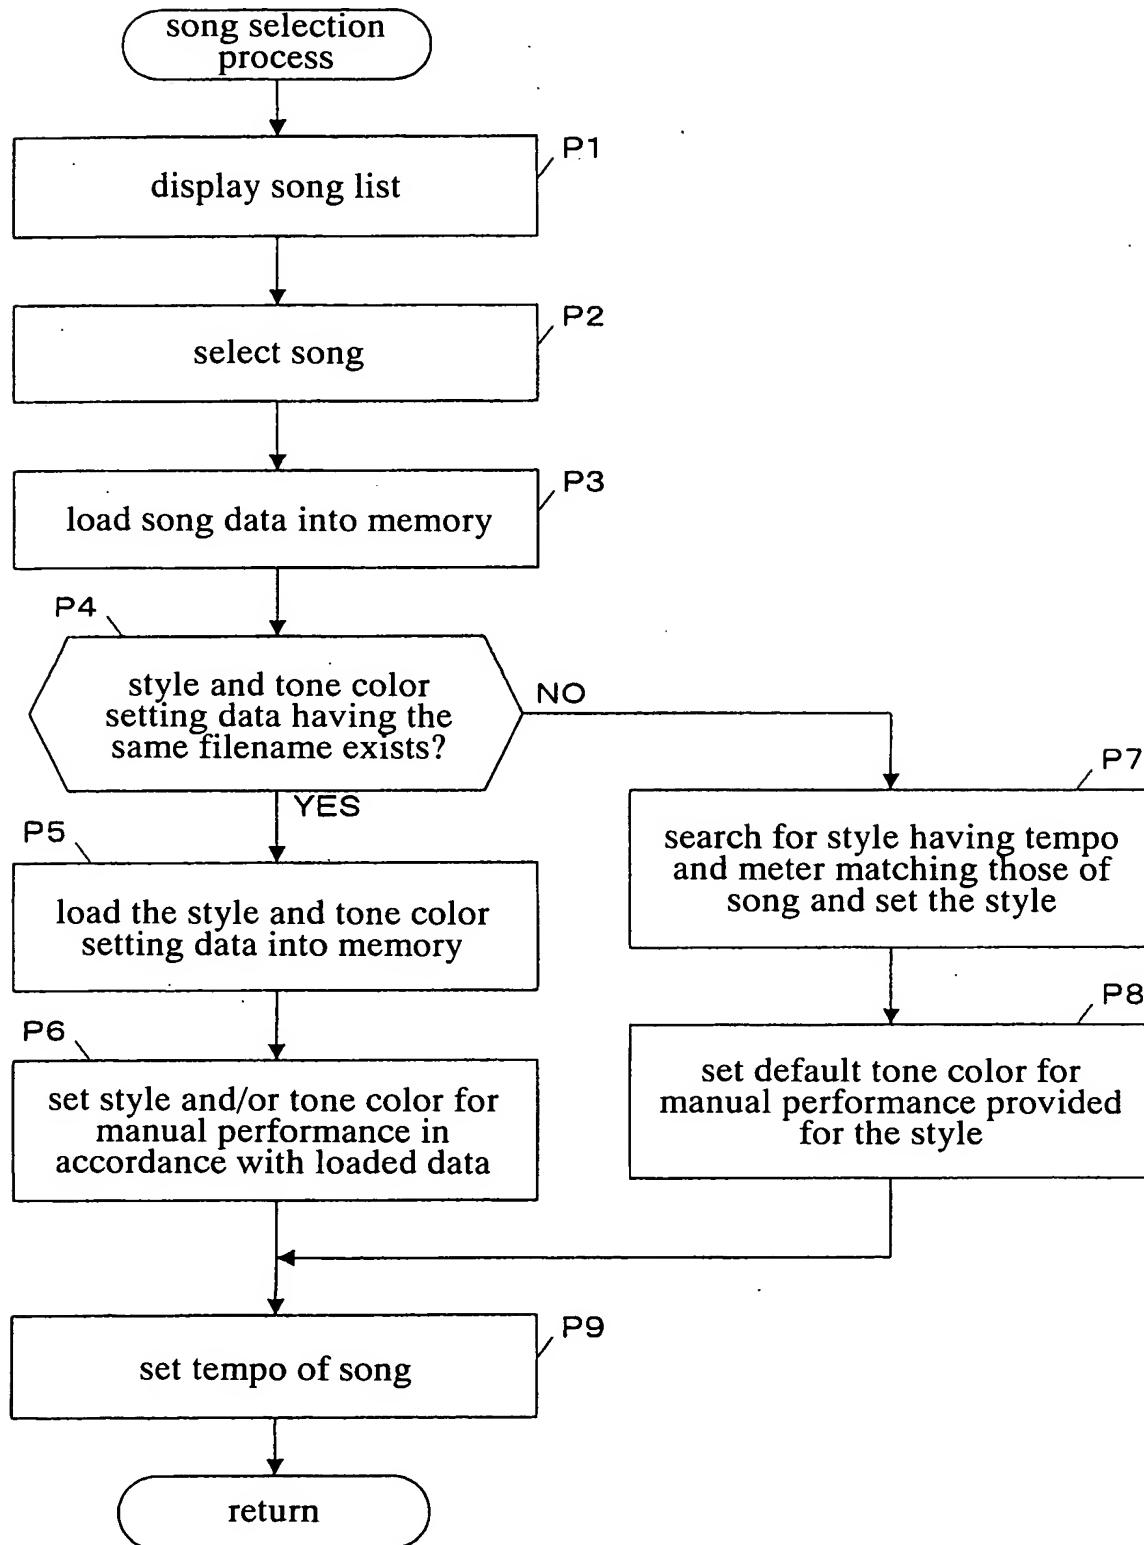 song selection
process
P1
display song list
P2
select song
P3
load song data into memory
P4
style and tone color
setting data having the
same filename exists?
NO
YES
P5
load the style and tone color
setting data into memory
P6
set style and/or tone color for
manual performance in
accordance with loaded data
P7
search for style having tempo
and meter matching those of
song and set the style
P8
set default tone color for
manual performance provided
for the style
P9
set tempo of song
return